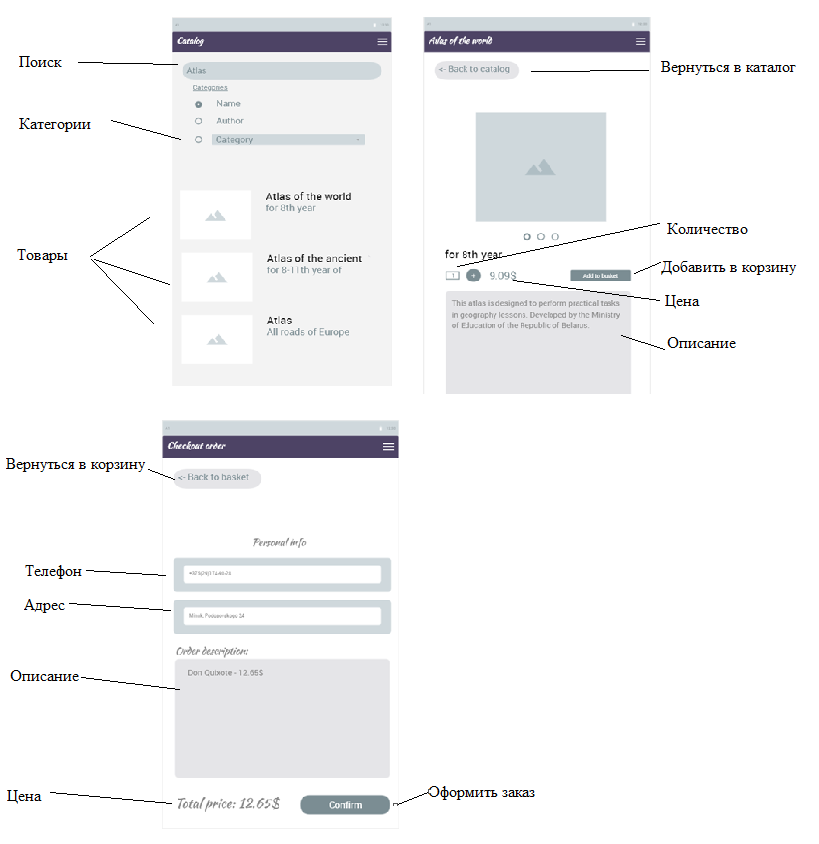 Catalog
Поиск
Atlas
Categories
Name
Категории
Author
Category
Товары
Atlas of the world
for 8th year
Atlas of the ancient
for 8-11th year of
Atlas
All roads of Europe
Atlas of the world
<- Back to catalog
Вернуться в каталог
Количество
for 8th year
1
+
9.09$
Add to basket
Добавить в корзину
Цена
This atlas is designed to perform practical tasks
in geography lessons. Developed by the Ministry
of Education of the Republic of Belarus.
Описание
Checkout order
Вернуться в корзину
<- Back to basket
Personal info
Телефон
Адрес
Order description:
Описание
Don Quixote - 12.65$
Цена
Total price: 12.65$
Confirm
Оформить заказ